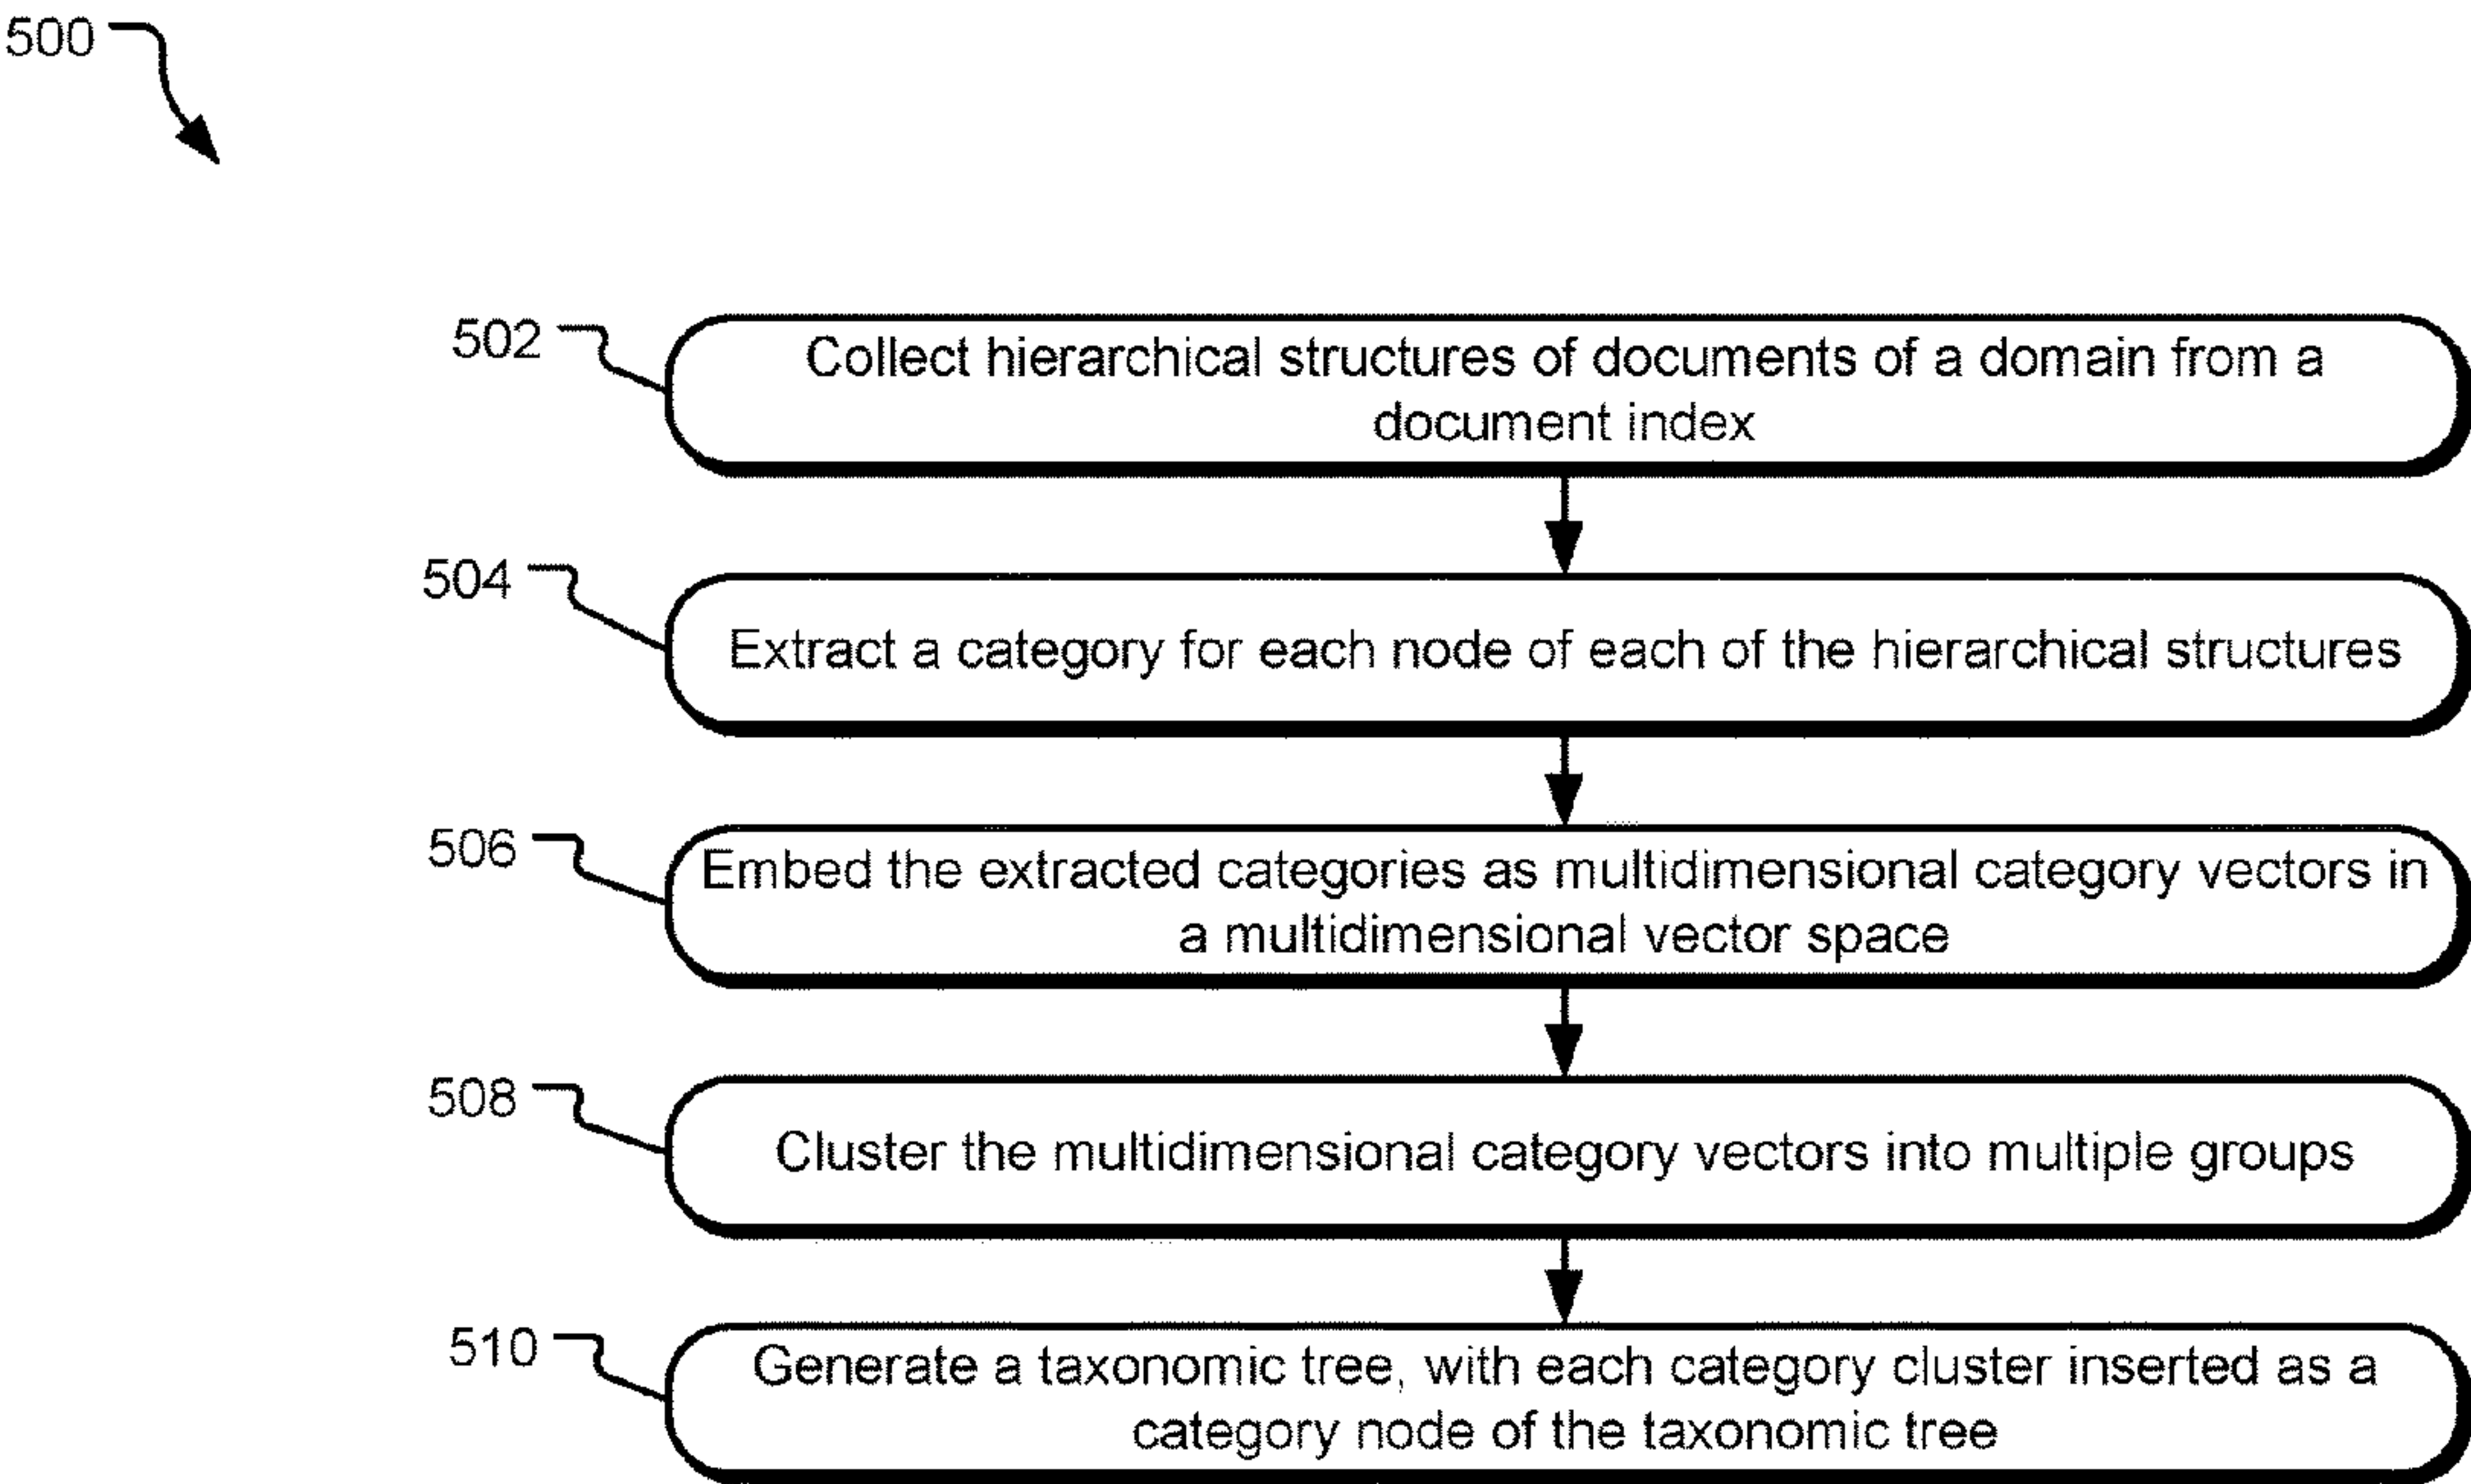 500
502
Collect hierarchical structures of documents of a domain from a
document index
504
Extract a category for each node of each of the hierarchical structures
506
Embed the extracted categories as multidimensional category vectors in
a multidimensional vector space
508
Cluster the multidimensional category vectors into multiple groups
510
Generate a taxonomic tree, with each category cluster inserted as a
category node of the taxonomic tree